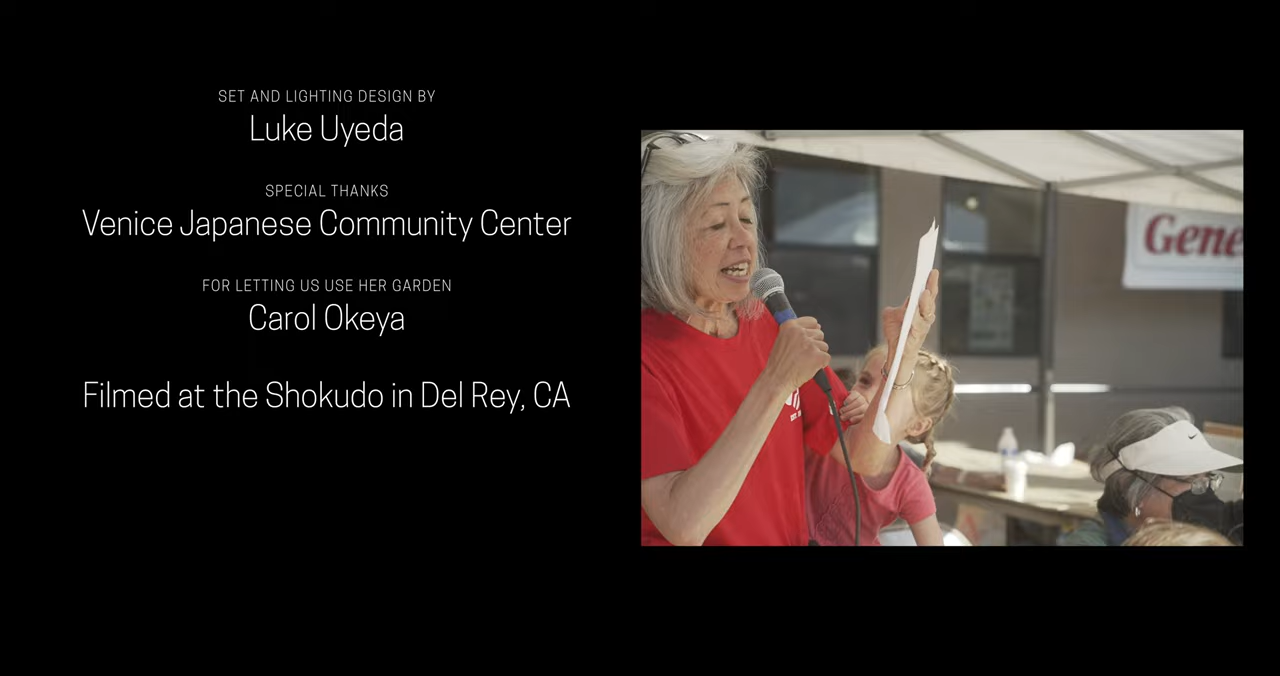 SET AND LIGHTING DESIGN BY
Luke Uyeda
SPECIAL THANKS
Venice Japanese Community Center
FOR LETTING US USE HER GARDEN
Carol Okeya
Filmed at the Shokudo in Del Rey, CA
Gene